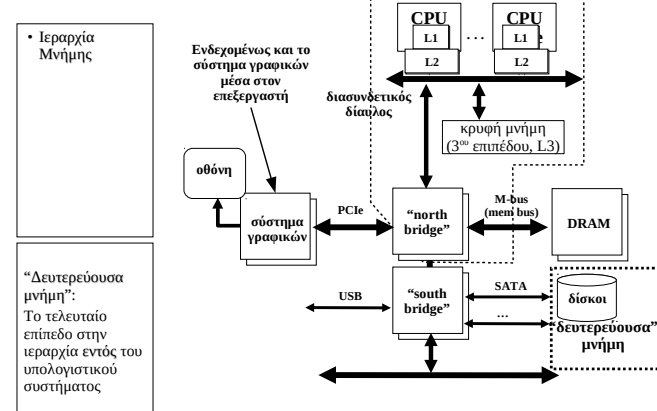 • Ιεραρχία
Μνήμης
“Δευτερεύουσα
μνήμη”:
Το τελευταίο
επίπεδο στην
ιεραρχία εντός του
υπολογιστικού
συστήματος
Ενδεχομένως και το
σύστημα γραφικών
μέσα στον
επεξεργαστή
CPU
L1
L2
...
CPU
L1
L2
διασυνδετικός
δίαυλος
κρυφή μνήμη
(3ου επιπέδου, L3)
οθόνη
σύστημα
γραφικών
PCIe
“north
bridge”
M-bus
(mem bus)
DRAM
USB
“south
bridge”
SATA
...
δίσκοι
“δευτερεύουσα”
μνήμη